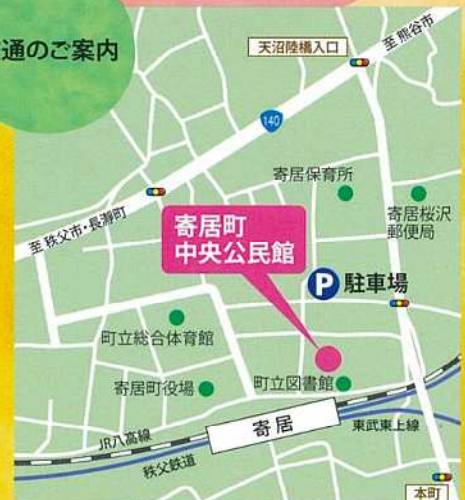 通のご案内
天沼陸橋入口
至 熊谷市
140
寄居保育所
寄居桜沢
郵便局
至 秩父市・長瀞町
寄居町
中央公民館
P 駐車場
町立総合体育館
寄居町役場
町立図書館
寄居
JR八高線
東武東上線
秩父鉄道
本町